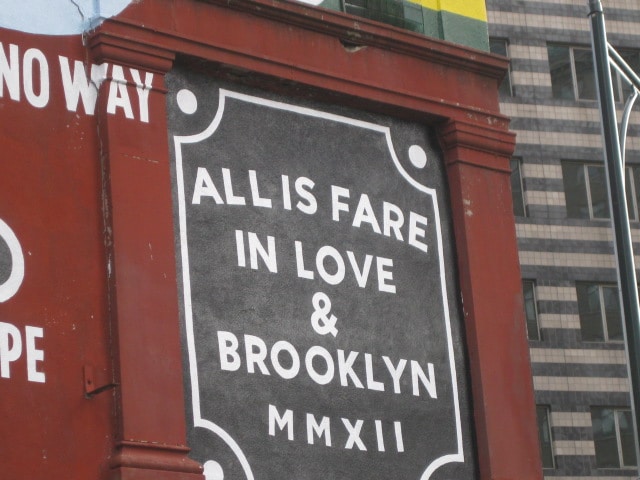 NO WAY
ALL IS FARE
IN LOVE
&
BROOKLYN
MMXII
PE